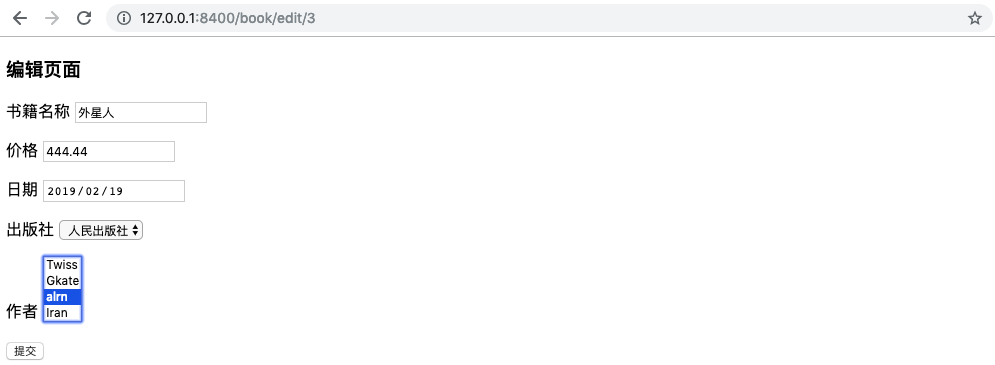 127.0.0.1:8400/book/edit/3
编辑页面
书籍名称 外星人
价格 444.44
日期 2019/02/19
出版社 人民出版社
Twiss
Gkate
alrn
作者 Iran
提交